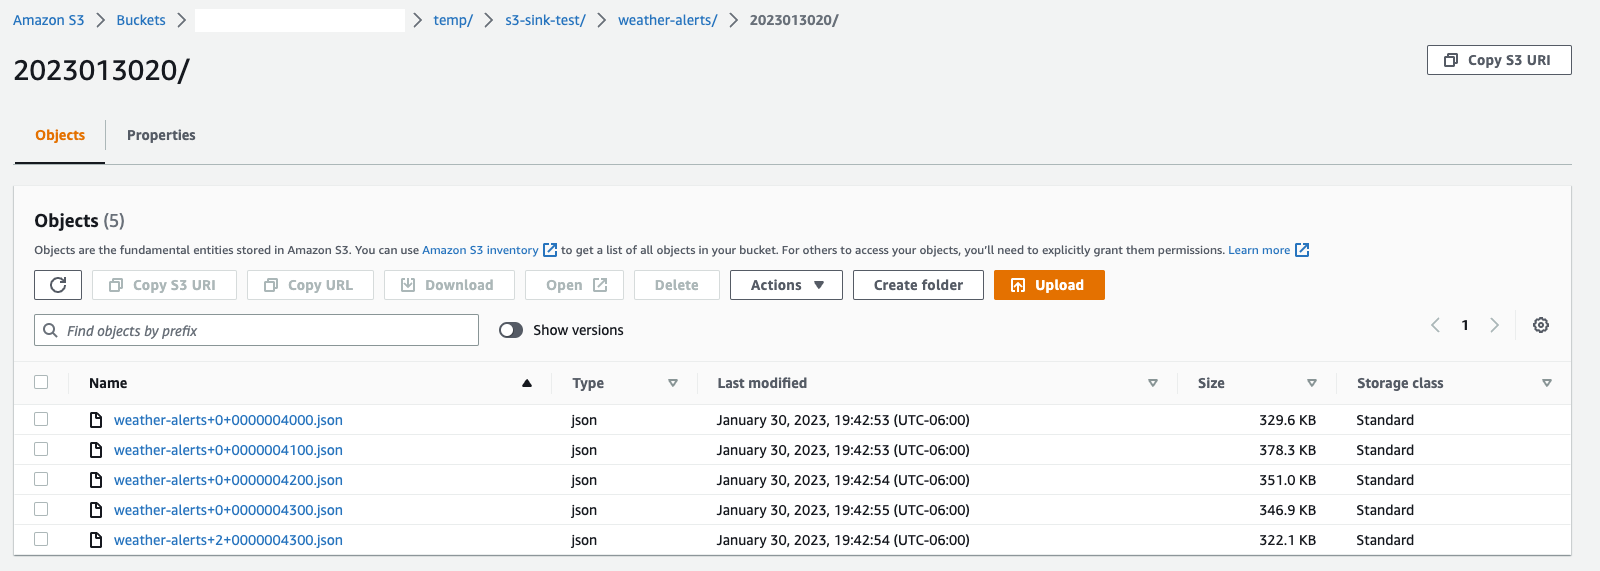 Amazon S3 > Buckets > > temp/ > s3-sink-test/ > weather-alerts/ > 2023013020/
2023013020/
Copy S3 URI
Objects Properties
Objects (5)
Objects are the fundamental entities stored in Amazon S3. You can use Amazon S3 inventory to get a list of all objects in your bucket. For others to access your objects, you'll need to explicitly grant them permissions. Learn more
Copy S3 URI Copy URL Download Open Delete Actions Create folder Upload
Find objects by prefix Show versions 1
Name Type Last modified Size Storage class
weather-alerts+0+0000004000.json json January 30, 2023, 19:42:53 (UTC-06:00) 329.6 KB Standard
weather-alerts+0+0000004100.json json January 30, 2023, 19:42:53 (UTC-06:00) 378.3 KB Standard
weather-alerts+0+0000004200.json json January 30, 2023, 19:42:54 (UTC-06:00) 351.0 KB Standard
weather-alerts+0+0000004300.json json January 30, 2023, 19:42:55 (UTC-06:00) 346.9 KB Standard
weather-alerts+2+0000004300.json json January 30, 2023, 19:42:54 (UTC-06:00) 322.1 KB Standard